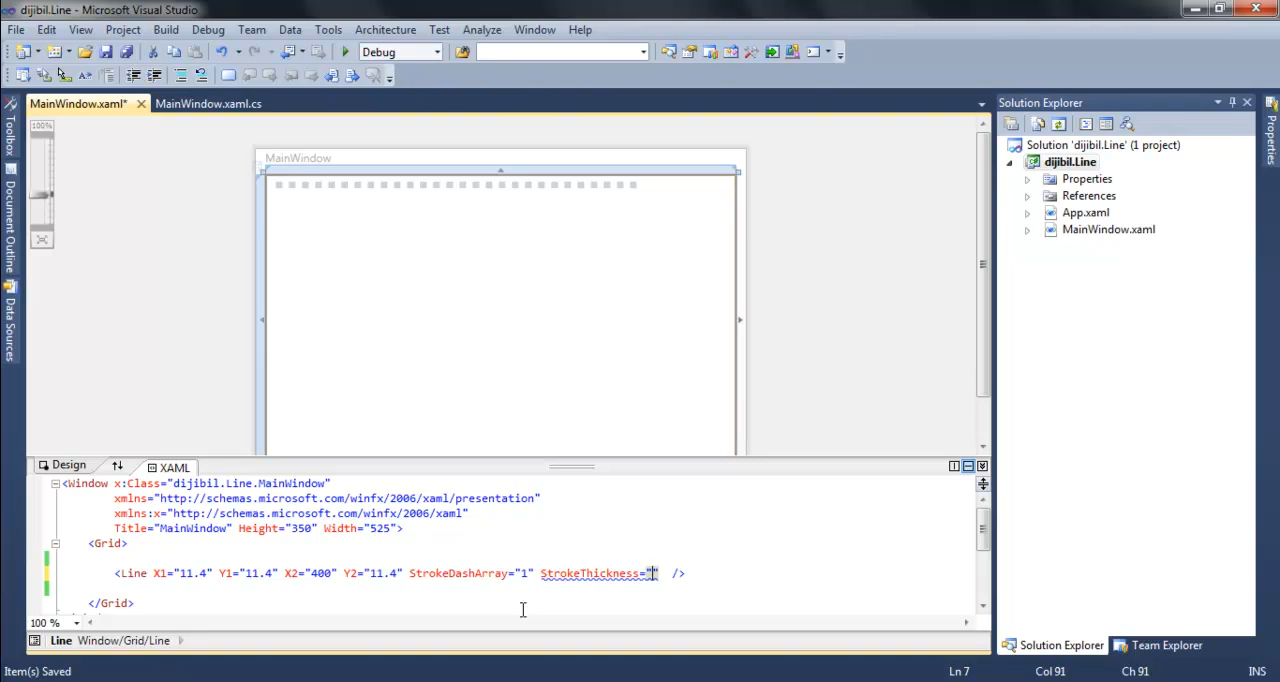 dijibil.Line - Microsoft Visual Studio
File Edit View Project Build Debug Team Data Tools Architecture Test Analyze Window Help
Debug
MainWindow.xaml* MainWindow.xaml.cs
Toolbox
Document Outline
Data Sources
100%
MainWindow
Solution Explorer
Solution 'dijibil.Line' (1 project)
dijibil.Line
Properties
References
App.xaml
MainWindow.xaml
Properties
Design XAML
<Window x:Class="dijibil.Line.MainWindow"
xmlns="http://schemas.microsoft.com/winfx/2006/xaml/presentation"
xmlns:x="http://schemas.microsoft.com/winfx/2006/xaml"
Title="MainWindow" Height="350" Width="525">
<Grid>
<Line X1="11.4" Y1="11.4" X2="400" Y2="11.4" StrokeDashArray="1" StrokeThickness="" />
</Grid>
100 %
Line Window/Grid/Line
Solution Explorer Team Explorer
Item(s) Saved Ln 7 Col 91 Ch 91 INS